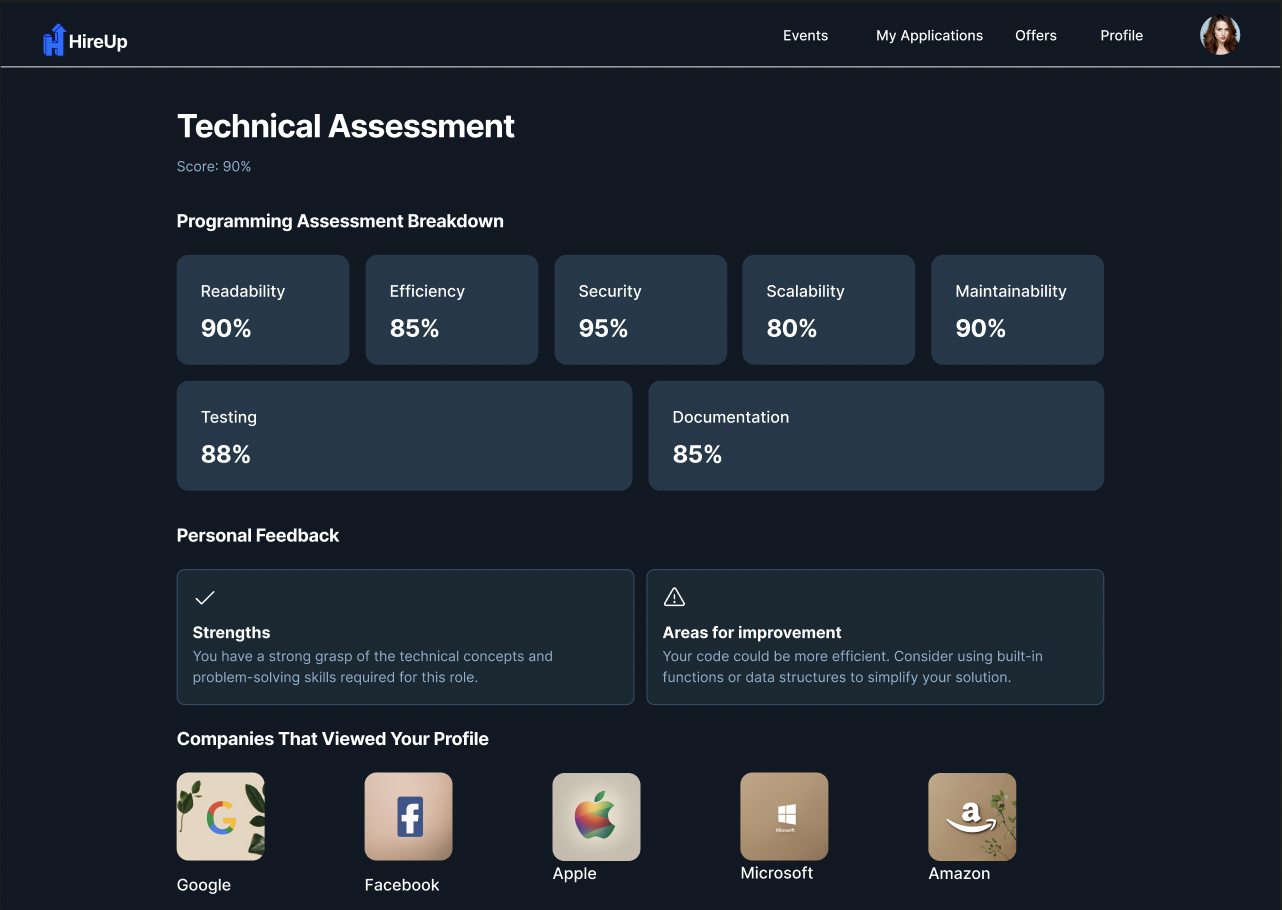 HireUp
Events
My Applications
Offers
Profile
Technical Assessment
Score: 90%
Programming Assessment Breakdown
Readability
90%
Efficiency
85%
Security
95%
Scalability
80%
Maintainability
90%
Testing
88%
Documentation
85%
Personal Feedback
Strengths
You have a strong grasp of the technical concepts and
problem-solving skills required for this role.
Areas for improvement
Your code could be more efficient. Consider using built-in
functions or data structures to simplify your solution.
Companies That Viewed Your Profile
G
f
Microsoft
a
Google
Facebook
Apple
Microsoft
Amazon